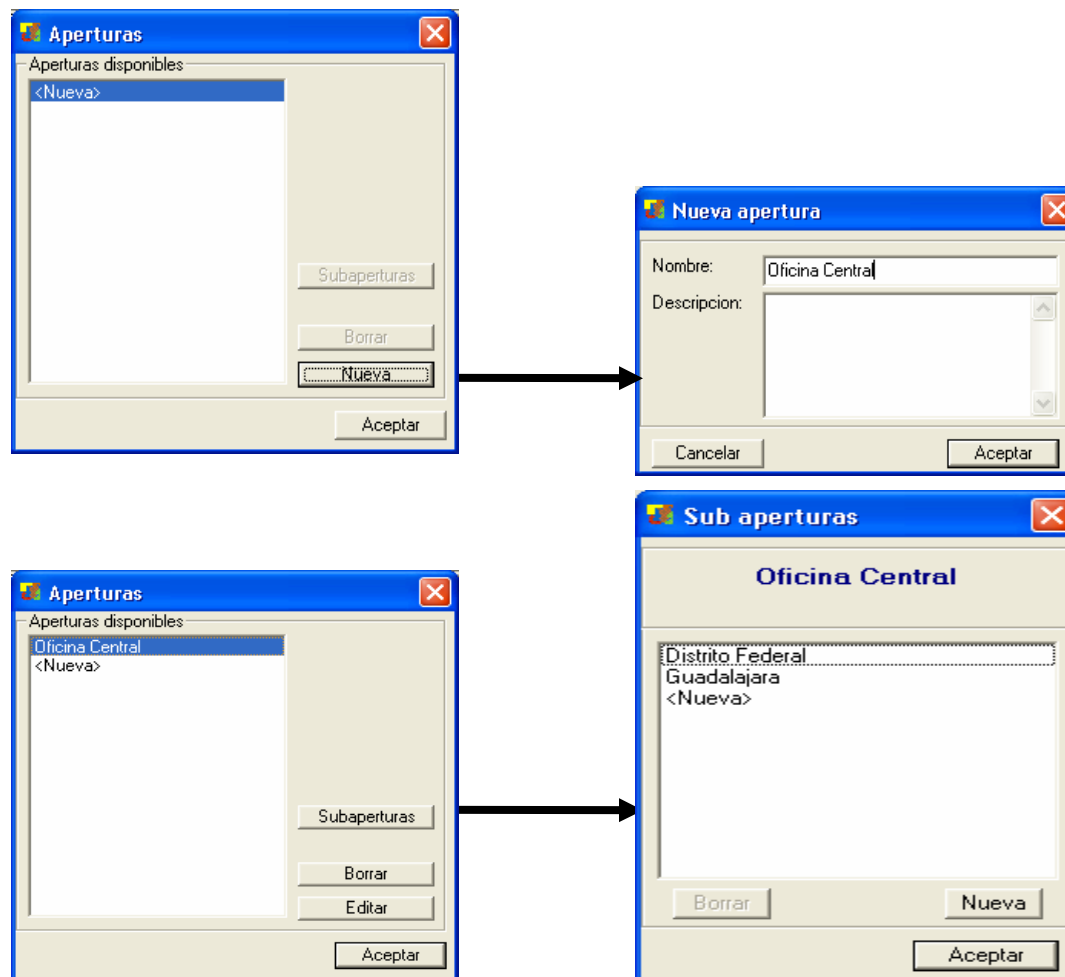 Aperturas
Aperturas disponibles
<Nueva>
Subaperturas
Borrar
Nueva
Aceptar
Nueva apertura
Nombre:
Oficina Central
Descripcion:
Cancelar
Aceptar
Aperturas
Aperturas disponibles
Oficina Central
<Nueva>
Subaperturas
Borrar
Editar
Aceptar
Sub aperturas
Oficina Central
Distrito Federal
Guadalajara
<Nueva>
Borrar
Nueva
Aceptar